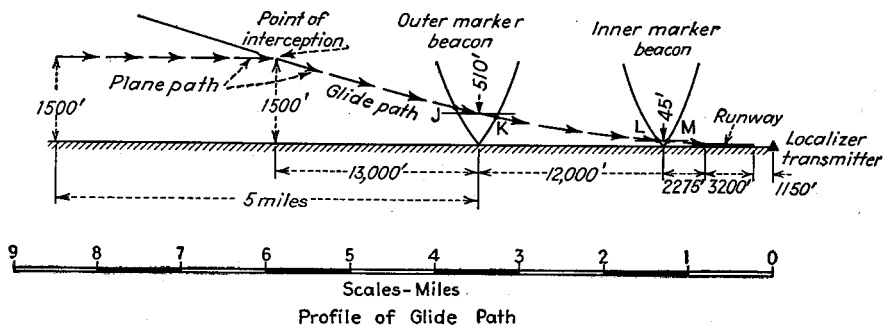 Point of
interception
Outer marker
beacon
Inner marker
beacon
Plane path
Glide path
1500'
1500'
510'
45'
J
K
L
M
Runway
Localizer
transmitter
13,000'
12,000'
2275'
3200'
1150'
5 miles
9 8 7 6 5 4 3 2 1 0
Scales-Miles
Profile of Glide Path